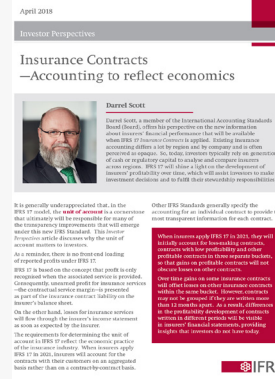 April 2018
Investor Perspectives
Insurance Contracts
—Accounting to reflect economics
Darrel Scott
Darrel Scott, a member of the International Accounting Standards
Board (Board), offers his perspective on the new information
about insurers' financial performance that will be available
when IFRS 17 Insurance Contracts is applied. Existing insurance
accounting differs a lot region by and by company and is often
perceived as opaque. So, today, investors typically rely on generation
of cash or regulatory capital to analyse and compare insurers
across regions. IFRS 17 will shine a light on the development of
insurers' profitability over time, which will assist investors to make
investment decisions and to fulfil their stewardship responsibilities
It is generally underappreciated that, in the
IFRS 17 model, the unit of account is a cornerstone
that ultimately will be responsible for many of
the transparency improvements that will emerge
under this new IFRS Standard. This Investor
Perspectives article discusses why the unit of
account matters to investors.
As a reminder, there is no front-end loading
of reported profits under IFRS 17.
IFRS 17 is based on the concept that profit is only
recognised when the associated service is provided.
Consequently, unearned profit for insurance services
—the contractual service margin—is presented
as part of the insurance contract liability on the
insurer's balance sheet.
On the other hand, losses for insurance services
will flow through the insurer's income statement
as soon as expected by the insurer.
The requirements for determining the unit of
account in IFRS 17 reflect the economic practice
of the insurance industry. When insurers apply
IFRS 17 in 2021, insurers will account for the
contracts with their customers on an aggregated
basis rather than on a contract-by-contract basis.
Other IFRS Standards generally specify the
accounting for an individual contract to provide
most transparent information for each contract.
When insurers apply IFRS 17 in 2021, they will
initially account for loss-making contracts,
contracts with low profitability and other
profitable contracts in three separate buckets,
so that gains on profitable contracts will not
obscure losses on other contracts.
Over time gains on some insurance contracts
will offset losses on other insurance contracts
within the same bucket. However, contracts
may not be grouped if they are written more
than 12 months apart. As a result, differences
in the profitability development of contracts
written in different periods will be visible
in insurers' financial statements, providing
insights that investors do not have today.
IFR